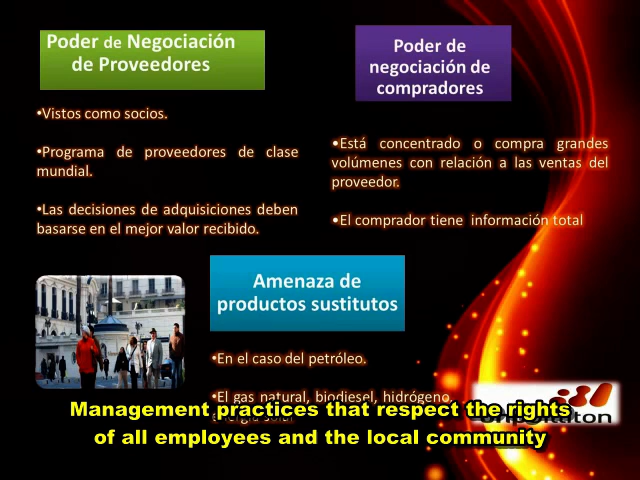 Poder de Negociación
de Proveedores
•Vistos como socios.
•Programa de proveedores de clase
mundial.
•Las decisiones de adquisiciones deben
basarse en el mejor valor recibido.
Poder de
negociación de
compradores
•Está concentrado o compra grandes
volúmenes con relación a las ventas del
proveedor.
•El comprador tiene información total
Amenaza de
productos sustitutos
•En el caso del petróleo.
•El gas natural, biodiesel, hidrógeno,
Management practices that respect the rights
of all employees and the local community